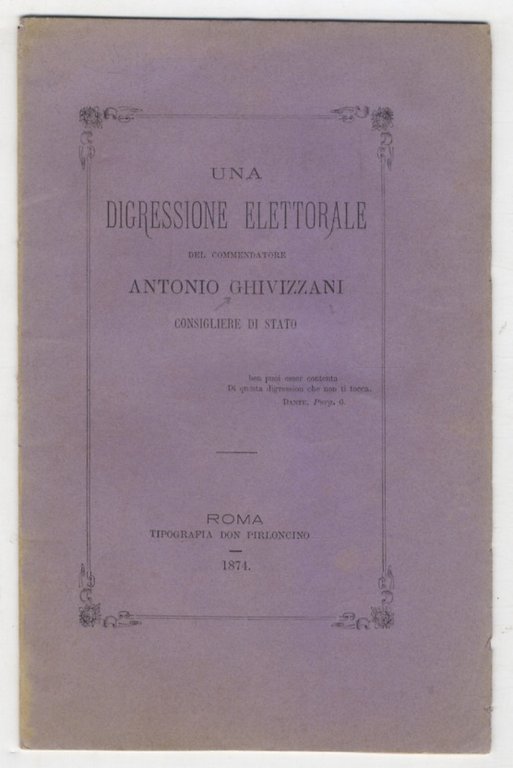 UNA
DIGRESSIONE ELETTORALE
DEL COMMENDATORE
ANTONIO GHIVIZZANI
CONSIGLIERE DI STATO
ben puoi esser contenta
Di questa digression che non ti tocca.
DANTE, Purg. 6.
ROMA
TIPOGRAFIA DON PIRLONCINO
1874.